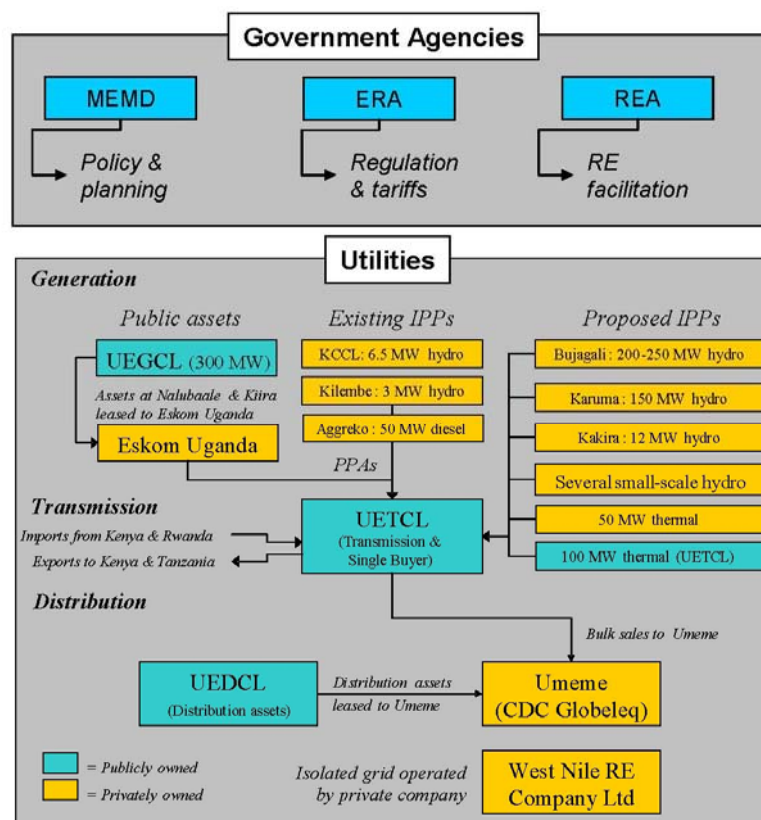 Government Agencies
MEMD
ERA
REA
Policy &
planning
Regulation
& tariffs
RE
facilitation
Utilities
Generation
Public assets
Existing IPPs
Proposed IPPs
UEGCL (300 MW)
KCCL: 6.5 MW hydro
Bujagali: 200-250 MW hydro
Assets at Nalubaale & Kiira
leased to Eskom Uganda
Kilembe: 3 MW hydro
Karuma: 150 MW hydro
Eskom Uganda
Aggreko: 50 MW diesel
Kakira: 12 MW hydro
PPAs
Several small-scale hydro
Transmission
Imports from Kenya & Rwanda
Exports to Kenya & Tanzania
UETCL
(Transmission &
Single Buyer)
50 MW thermal
100 MW thermal (UETCL)
Distribution
Bulk sales to Umeme
UEDCL
(Distribution assets)
Distribution assets
leased to Umeme
Umeme
(CDC Globeleq)
= Publicly owned
= Privately owned
Isolated grid operated
by private company
West Nile RE
Company Ltd